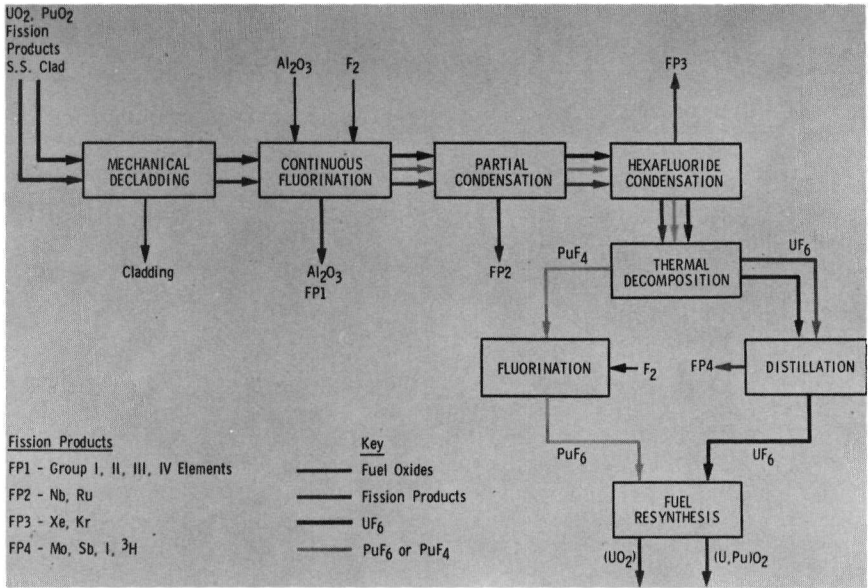 UO2, PuO2
Fission
Products
S.S. Clad
Al2O3
F2
FP3
MECHANICAL
DECLADDING
CONTINUOUS
FLUORINATION
PARTIAL
CONDENSATION
HEXAFLUORIDE
CONDENSATION
Cladding
Al2O3
FP1
FP2
PuF4
THERMAL
DECOMPOSITION
UF6
FLUORINATION
F2
FP4
DISTILLATION
PuF6
UF6
FUEL
RESYNTHESIS
(UO2)
(U,Pu)O2
Fission Products
FP1 - Group I, II, III, IV Elements
FP2 - Nb, Ru
FP3 - Xe, Kr
FP4 - Mo, Sb, I, 3H
Key
Fuel Oxides
Fission Products
UF6
PuF6 or PuF4